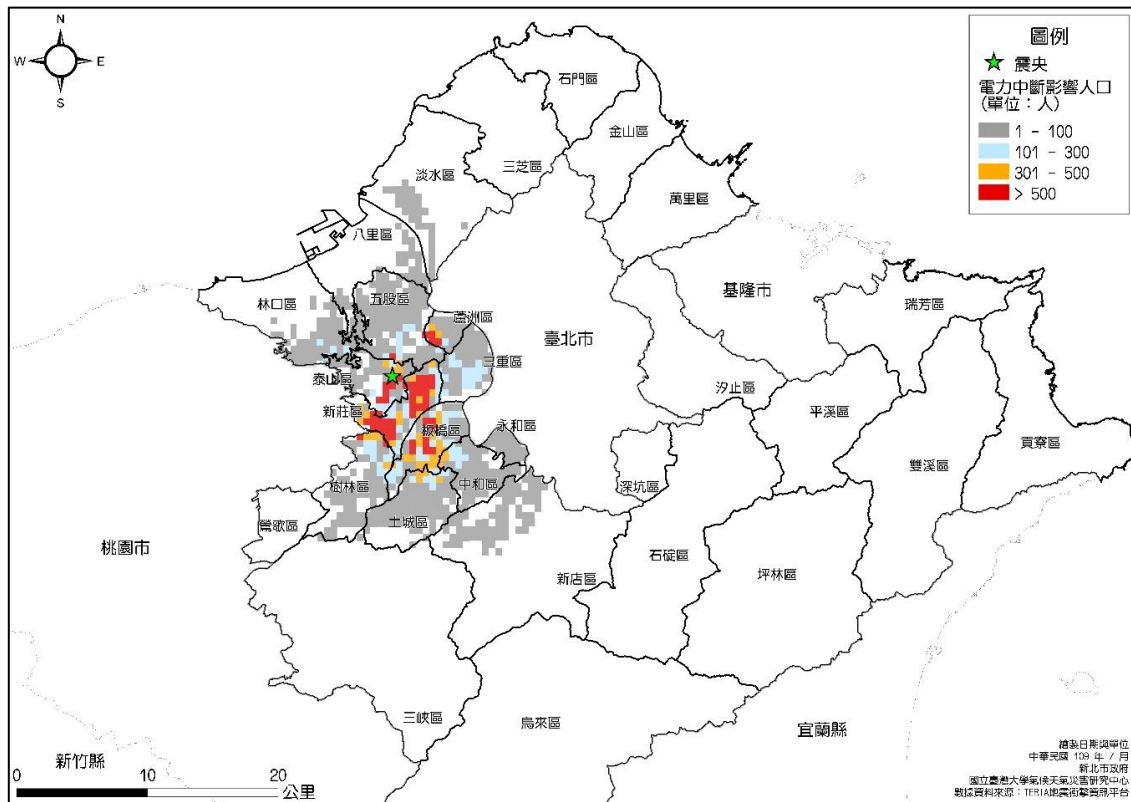 N
W
E
S
圖例
震央
電力中斷影響人口
(單位：人)
1 - 100
101 - 300
301 - 500
> 500
石門區
金山區
三芝區
淡水區
萬里區
八里區
基隆市
林口區
五股區
瑞芳區
蘆洲區
臺北市
三重區
泰山區
汐止區
平溪區
新莊區
板橋區
永和區
貢寮區
雙溪區
樹林區
中和區
深坑區
鶯歌區
土城區
桃園市
石碇區
坪林區
新店區
三峽區
烏來區
宜蘭縣
新竹縣
0
10
20
公里
繪製日期與單位
中華民國 109 年 7 月
新北市政府
國立臺灣大學氣候天氣災害研究中心
數據資料來源：TERIA地震衝擊資訊平台